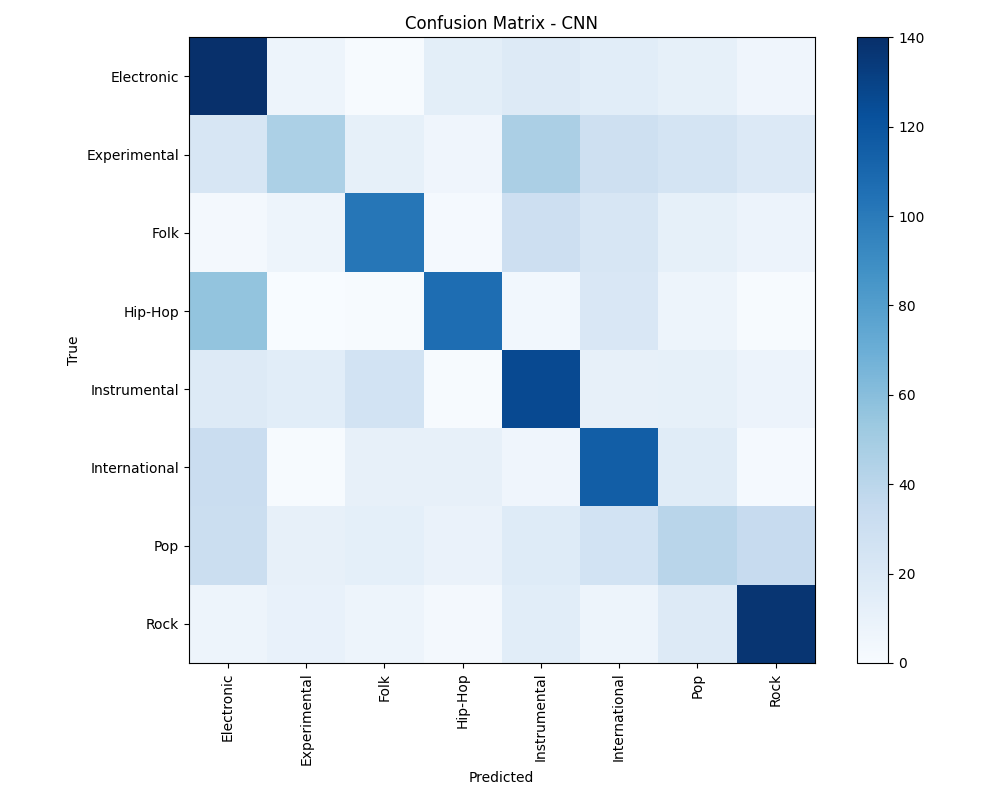 Confusion Matrix - CNN
True
Electronic
Experimental
Folk
Hip-Hop
Instrumental
International
Pop
Rock
Electronic
Experimental
Folk
Hip-Hop
Instrumental
International
Pop
Rock
Predicted
140
120
100
80
60
40
20
0